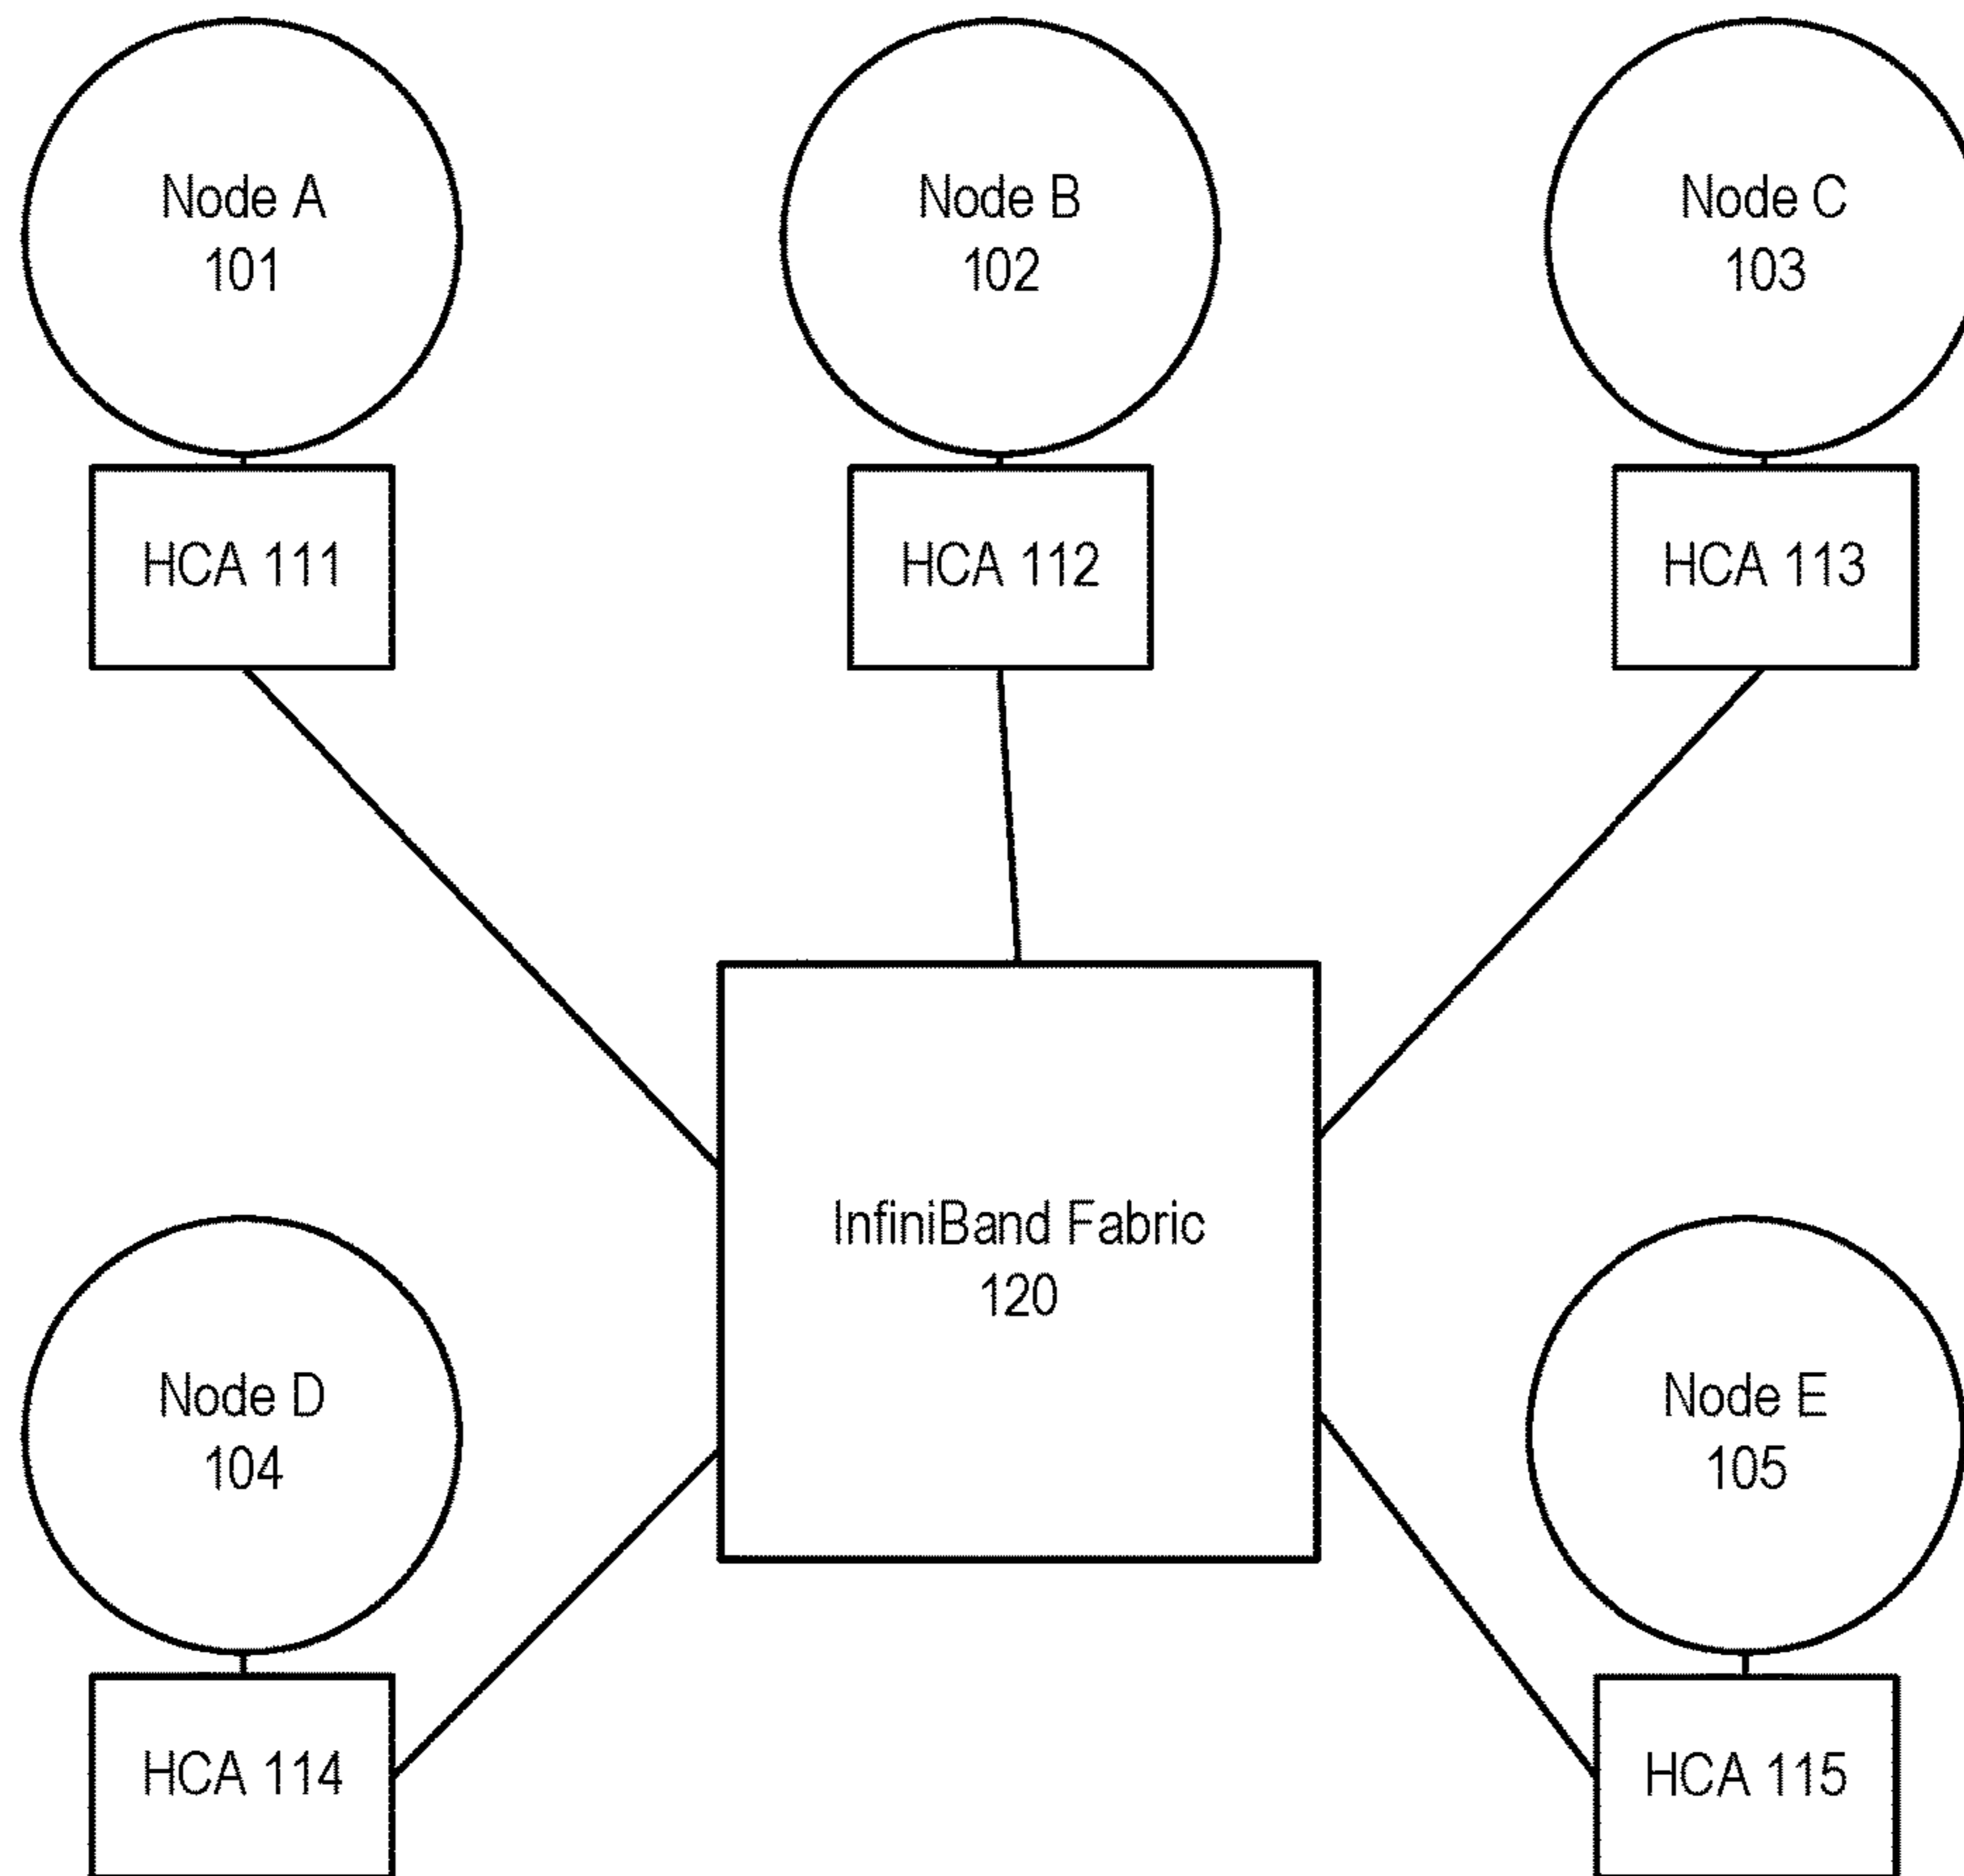 Node A
101
Node B
102
Node C
103
HCA 111
HCA 112
HCA 113
InfiniBand Fabric
120
Node D
104
Node E
105
HCA 114
HCA 115